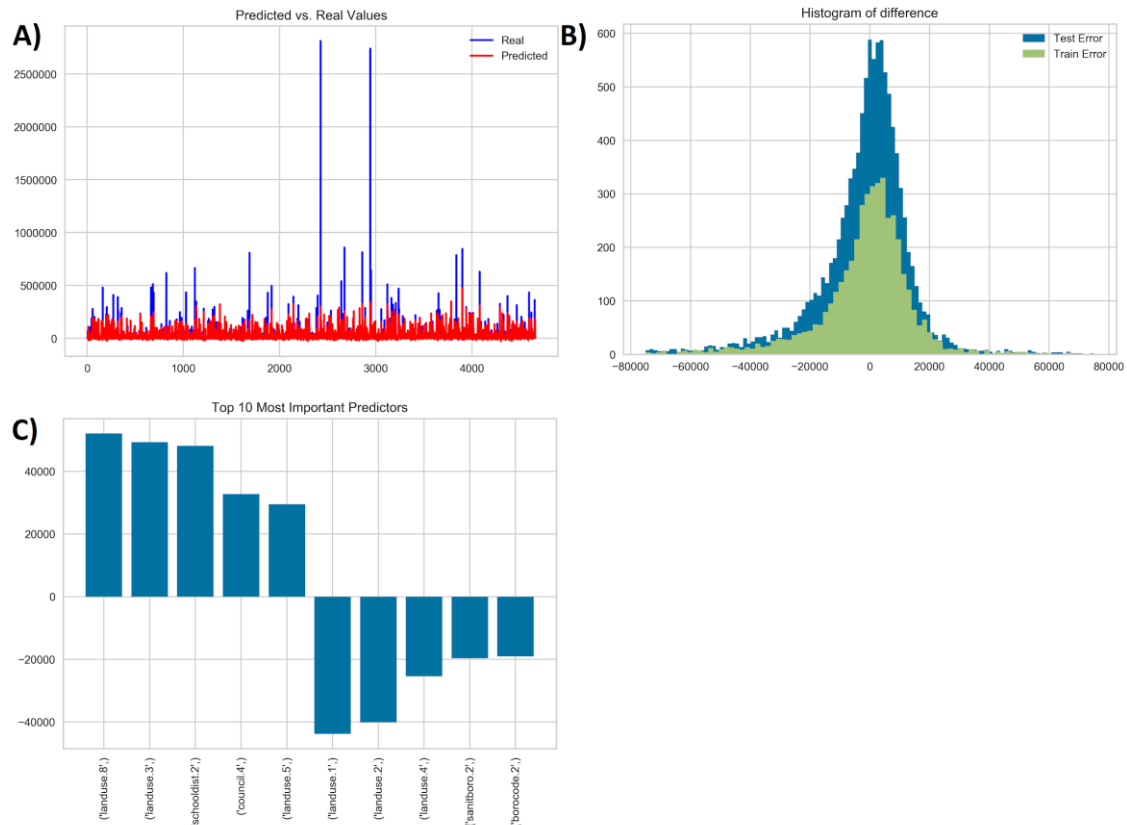 A)
Predicted vs. Real Values
Real
Predicted
2500000
2000000
1500000
1000000
500000
0
0
1000
2000
3000
4000
B)
Histogram of difference
Test Error
Train Error
600
500
400
300
200
100
0
−80000
−60000
−40000
−20000
0
20000
40000
60000
80000
C)
Top 10 Most Important Predictors
40000
20000
0
−20000
−40000
('landuse.8',)
('landuse.3',)
schooldist.2',)
('council.4',)
('landuse.5',)
('landuse.1',)
('landuse.2',)
('landuse.4',)
('sanitboro.2',)
('borocode.2',)